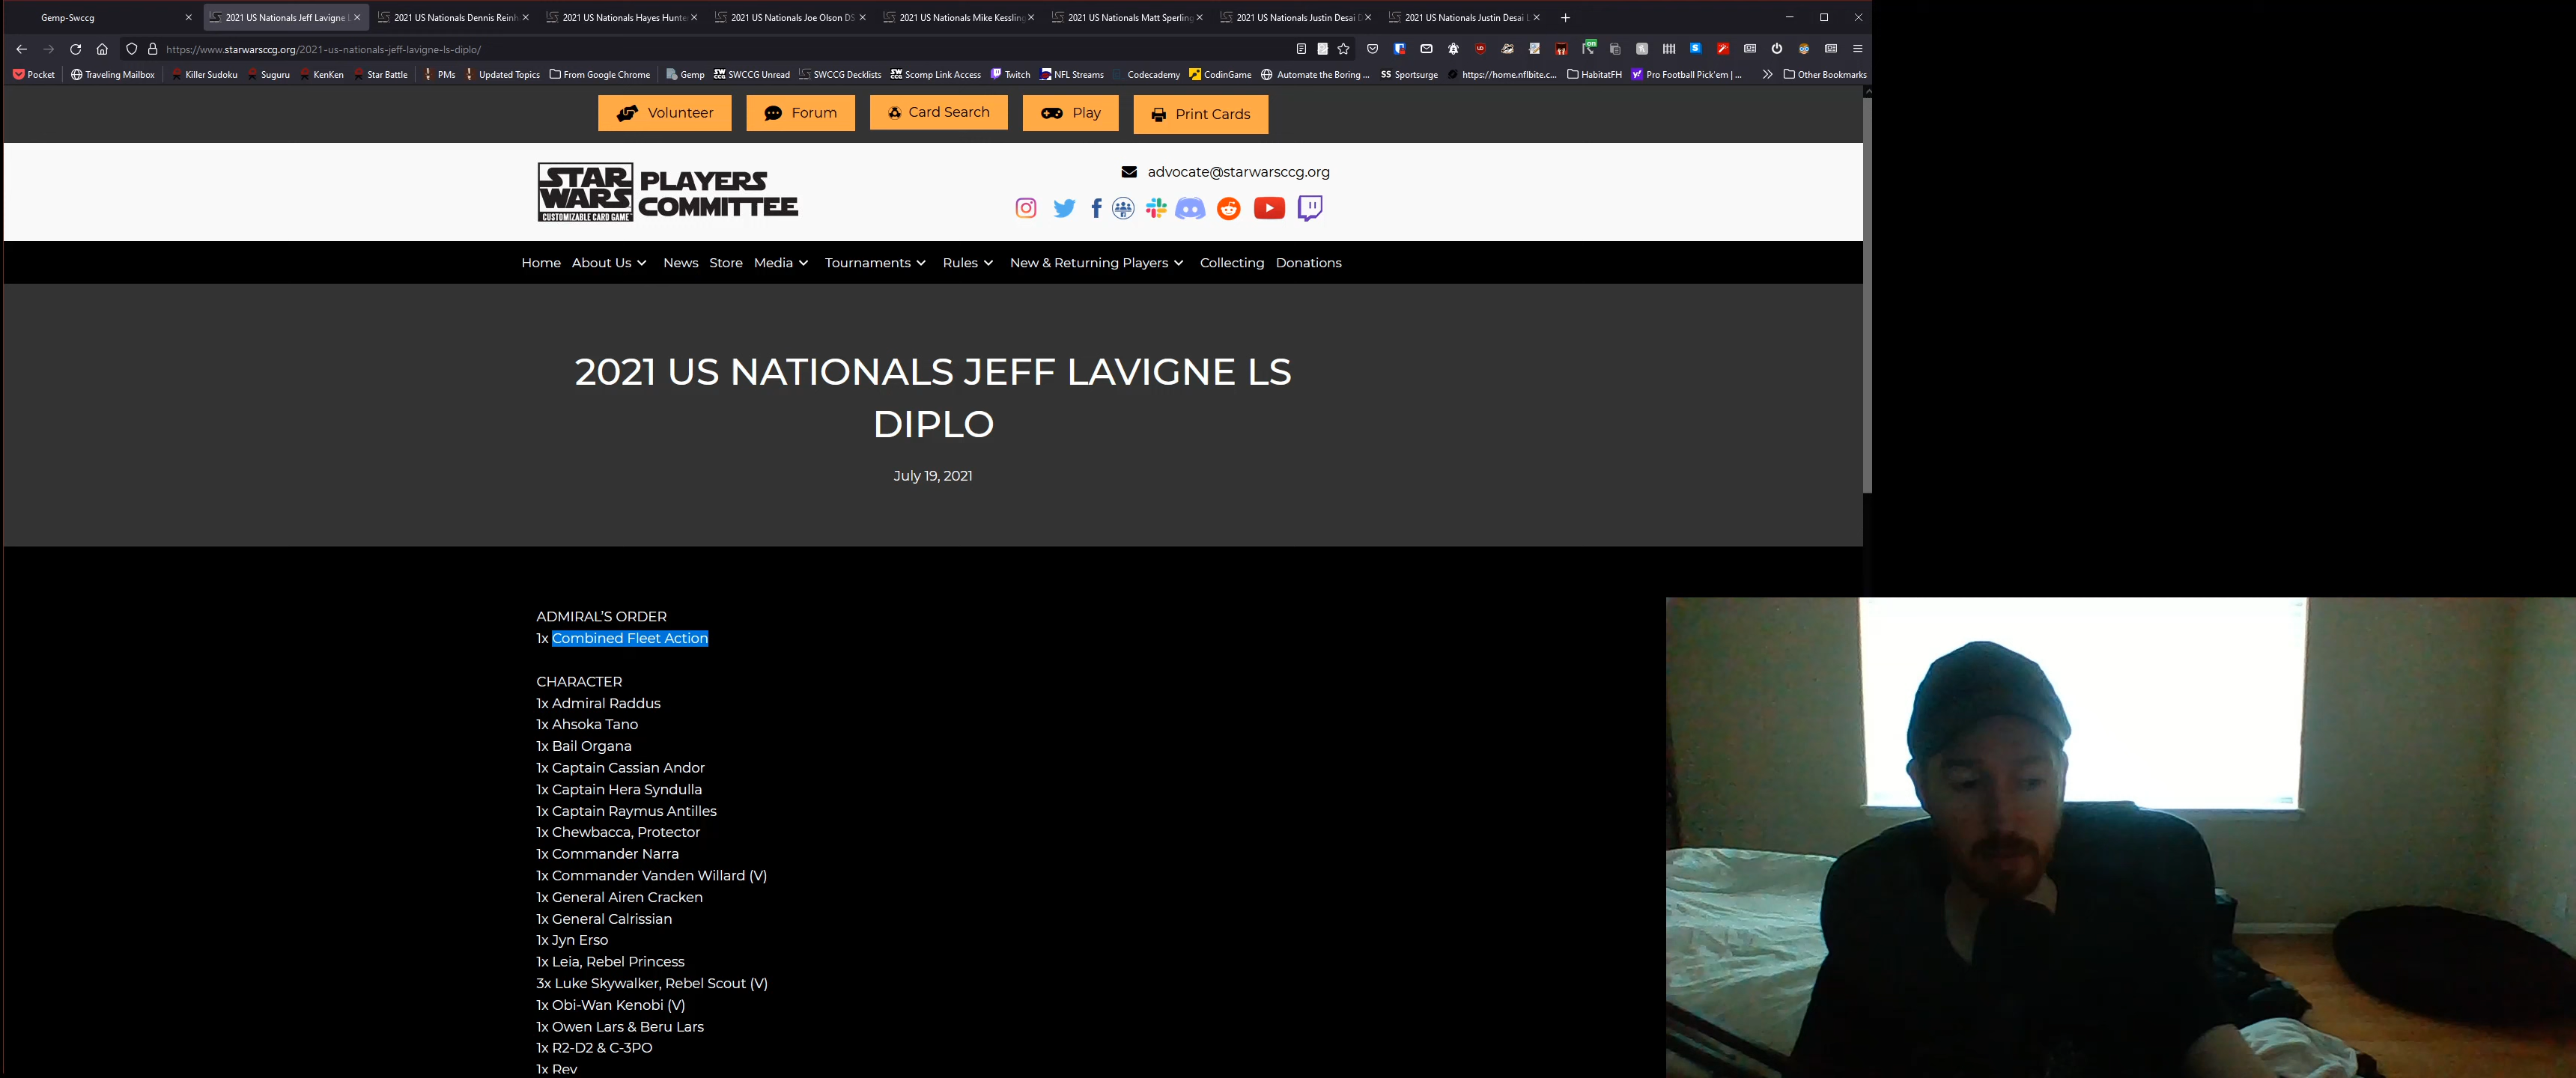 Gemp-Swccg
2021 US Nationals Jeff Lavigne L
2021 US Nationals Dennis Reinh
2021 US Nationals Hayes Hunte
2021 US Nationals Joe Olson DS
2021 US Nationals Mike Kessling
2021 US Nationals Matt Sperling
2021 US Nationals Justin Desai D
2021 US Nationals Justin Desai L
https://www.starwarsccg.org/2021-us-nationals-jeff-lavigne-ls-diplo/
on
Pocket Traveling Mailbox Killer Sudoku Suguru KenKen Star Battle PMs Updated Topics From Google Chrome Gemp SWCCG Unread SWCCG Decklists Scomp Link Access Twitch NFL Streams Codecademy CodinGame Automate the Boring ... SS Sportsurge https://home.nflbite.c... HabitatFH Pro Football Pick'em | ... Other Bookmarks
Volunteer Forum Card Search Play Print Cards
STAR WARS PLAYERS COMMITTEE
CUSTOMIZABLE CARD GAME
advocate@starwarsccg.org
Home About Us News Store Media Tournaments Rules New & Returning Players Collecting Donations
2021 US NATIONALS JEFF LAVIGNE LS
DIPLO
July 19, 2021
ADMIRAL'S ORDER
1x Combined Fleet Action
CHARACTER
1x Admiral Raddus
1x Ahsoka Tano
1x Bail Organa
1x Captain Cassian Andor
1x Captain Hera Syndulla
1x Captain Raymus Antilles
1x Chewbacca, Protector
1x Commander Narra
1x Commander Vanden Willard (V)
1x General Airen Cracken
1x General Calrissian
1x Jyn Erso
1x Leia, Rebel Princess
3x Luke Skywalker, Rebel Scout (V)
1x Obi-Wan Kenobi (V)
1x Owen Lars & Beru Lars
1x R2-D2 & C-3PO
1x Rey